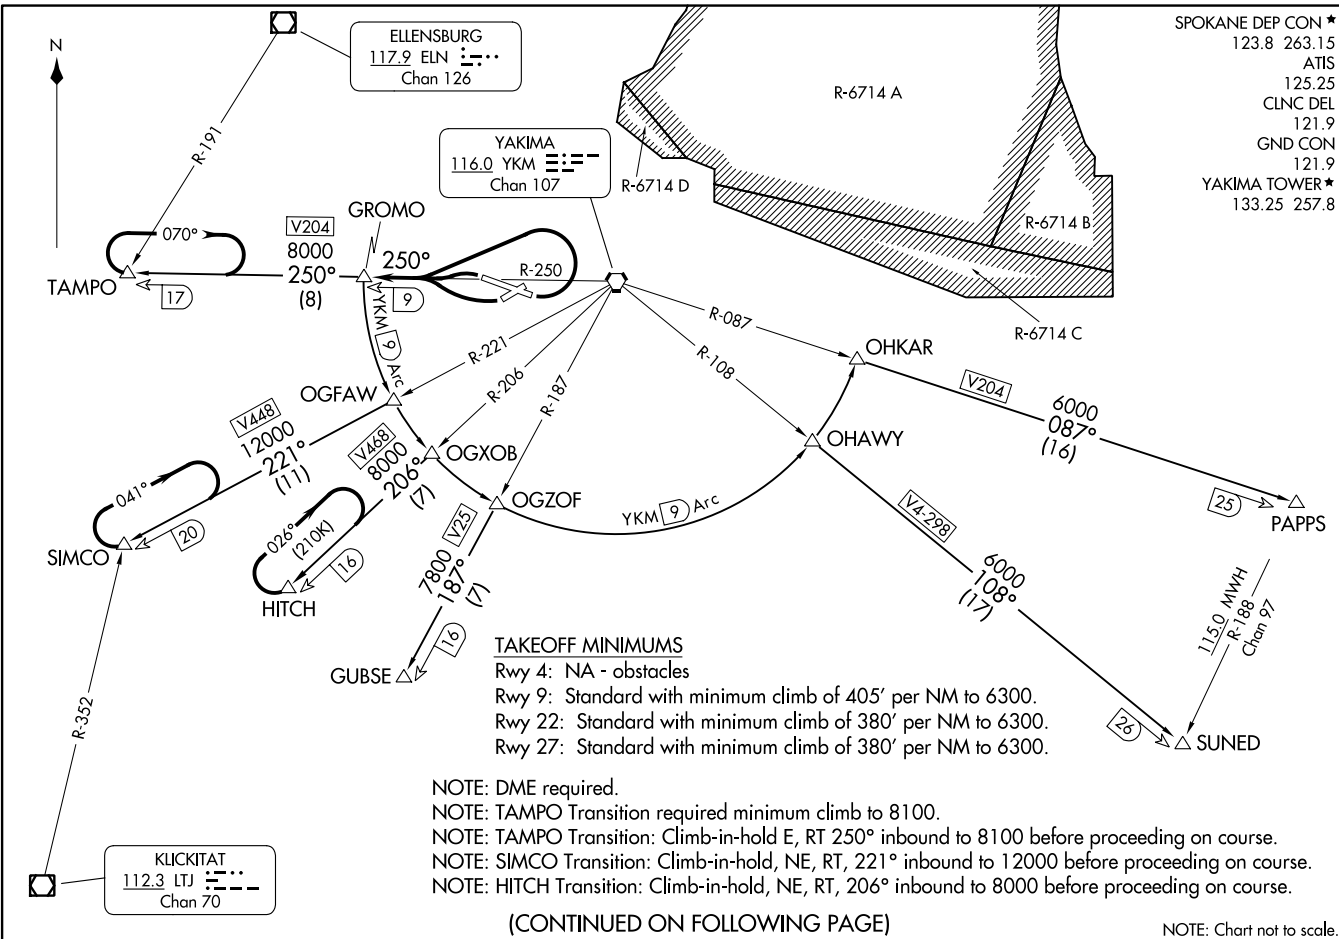 SPOKANE DEP CON ★
123.8 263.15
ATIS
125.25
CLNC DEL
121.9
GND CON
121.9
YAKIMA TOWER ★
133.25 257.8
N
ELLENSBURG
117.9 ELN
Chan 126
R-191
YAKIMA
116.0 YKM
Chan 107
R-6714 A
R-6714 D
R-6714 B
R-6714 C
GROMO
V204
8000
250°
(8)
070°
TAMPO
17
250°
R-250
9
YKM 9 Arc
R-221
R-206
R-187
R-087
R-108
OHKAR
V204
6000
087°
(16)
25
PAPPS
OGFAW
V448
12000
221°
(11)
041°
20
SIMCO
V468
8000
206°
(7)
OGXOB
026°
(210K)
16
HITCH
OGZOF
V25
7800
187°
(7)
16
GUBSE
YKM 9 Arc
OHAWY
V4-298
6000
108°
(17)
26
SUNED
115.0 MWH
R-188
Chan 97
R-352
KLICKITAT
112.3 LTJ
Chan 70
TAKEOFF MINIMUMS
Rwy 4: NA - obstacles
Rwy 9: Standard with minimum climb of 405' per NM to 6300.
Rwy 22: Standard with minimum climb of 380' per NM to 6300.
Rwy 27: Standard with minimum climb of 380' per NM to 6300.
NOTE: DME required.
NOTE: TAMPO Transition required minimum climb to 8100.
NOTE: TAMPO Transition: Climb-in-hold E, RT 250° inbound to 8100 before proceeding on course.
NOTE: SIMCO Transition: Climb-in-hold, NE, RT, 221° inbound to 12000 before proceeding on course.
NOTE: HITCH Transition: Climb-in-hold, NE, RT, 206° inbound to 8000 before proceeding on course.
(CONTINUED ON FOLLOWING PAGE)
NOTE: Chart not to scale.